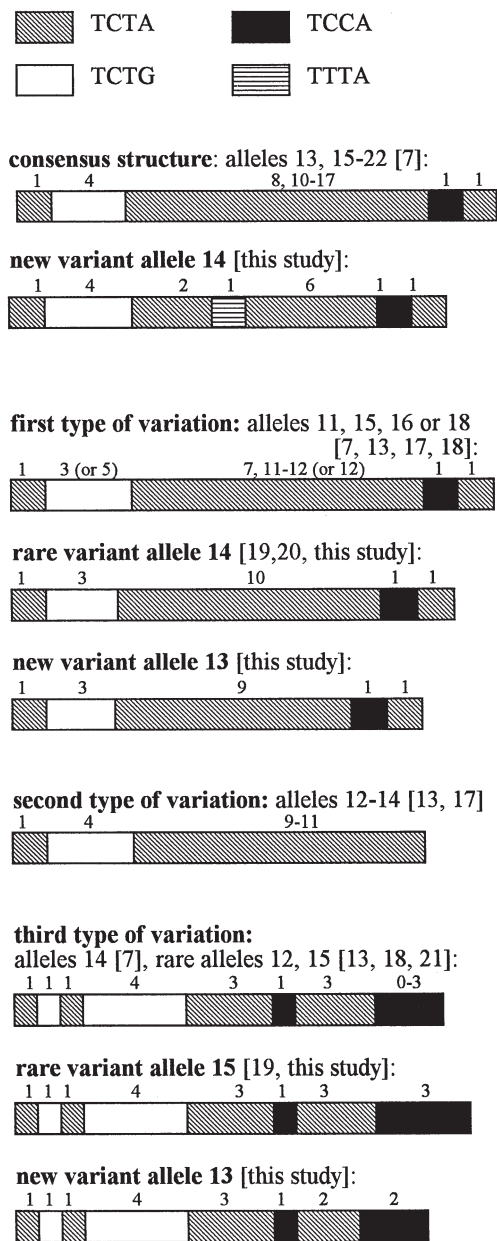 TCTA TCCA
TCTG TTTA
consensus structure: alleles 13, 15-22 [7]:
1 4 8, 10-17 1 1
new variant allele 14 [this study]:
1 4 2 1 6 1 1
first type of variation: alleles 11, 15, 16 or 18
[7, 13, 17, 18]:
1 3 (or 5) 7, 11-12 (or 12) 1 1
rare variant allele 14 [19,20, this study]:
1 3 10 1 1
new variant allele 13 [this study]:
1 3 9 1 1
second type of variation: alleles 12-14 [13, 17]
1 4 9-11
third type of variation:
alleles 14 [7], rare alleles 12, 15 [13, 18, 21]:
1 1 1 4 3 1 3 0-3
rare variant allele 15 [19, this study]:
1 1 1 4 3 1 3 3
new variant allele 13 [this study]:
1 1 1 4 3 1 2 2